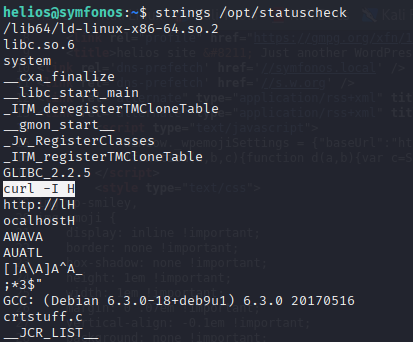 helios@symfonos:~$ strings /opt/statuscheck
/lib64/ld-linux-x86-64.so.2
libc.so.6
system
__cxa_finalize
__libc_start_main
_ITM_deregisterTMCloneTable
__gmon_start__
_Jv_RegisterClasses
_ITM_registerTMCloneTable
GLIBC_2.2.5
curl -I H
http://lH
ocalhostH
AWAVA
AUATL
[]A\A]A^A_
;*3$"
GCC: (Debian 6.3.0-18+deb9u1) 6.3.0 20170516
crtstuff.c
__JCR_LIST__